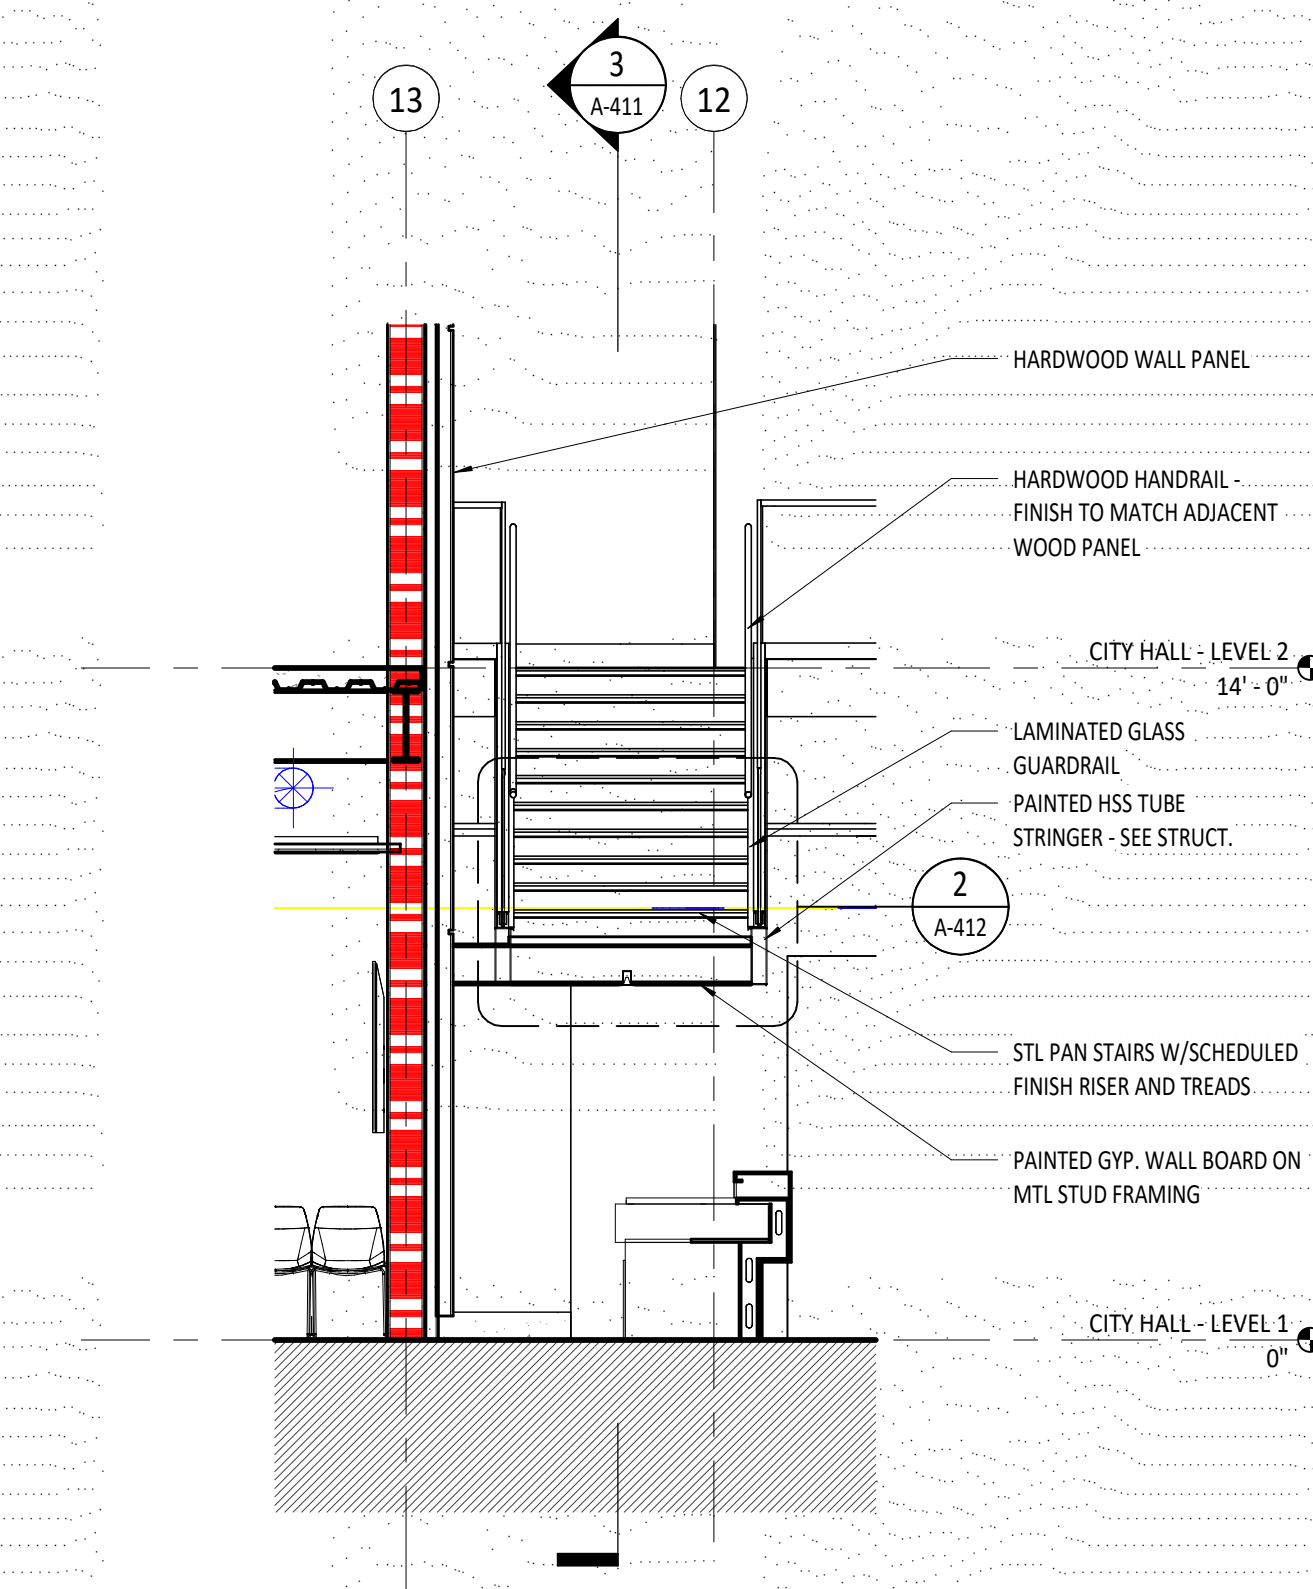 3
A-411
13
12
HARDWOOD WALL PANEL
HARDWOOD HANDRAIL -
FINISH TO MATCH ADJACENT
WOOD PANEL
CITY HALL - LEVEL 2
14' - 0"
LAMINATED GLASS
GUARDRAIL
PAINTED HSS TUBE
STRINGER - SEE STRUCT.
2
A-412
STL PAN STAIRS W/SCHEDULED
FINISH RISER AND TREADS
PAINTED GYP. WALL BOARD ON
MTL STUD FRAMING
CITY HALL - LEVEL 1
0"